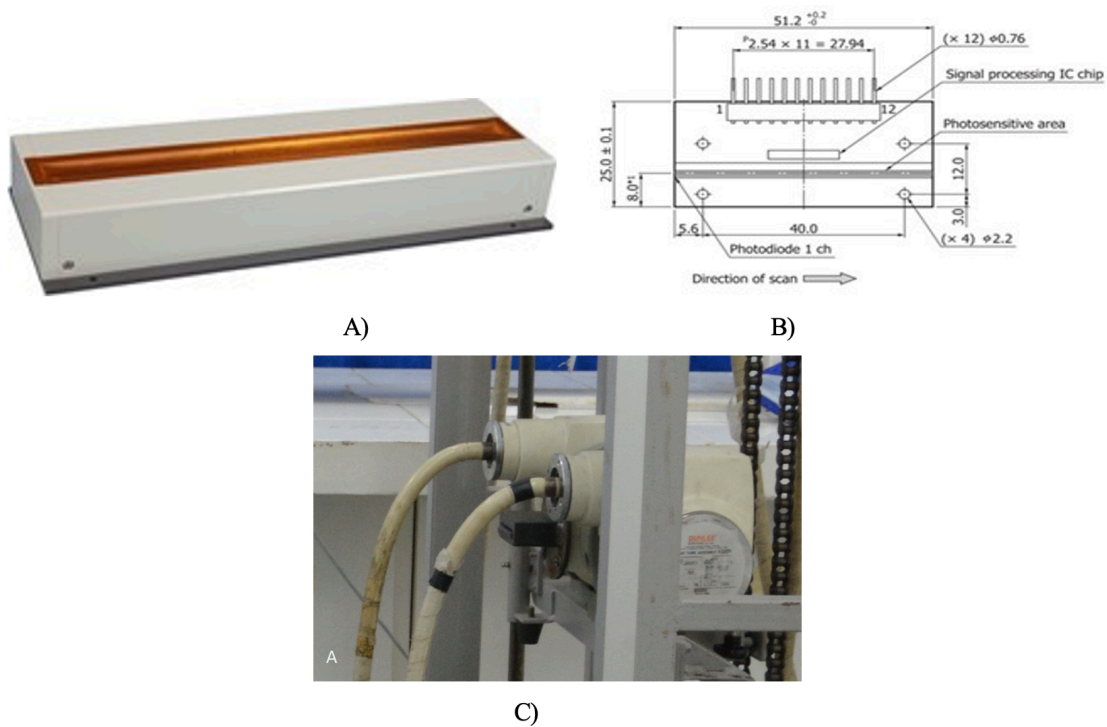 51.2 +0.2 -0
P2.54 × 11 = 27.94
(× 12) ϕ0.76
Signal processing IC chip
1
12
Photosensitive area
25.0 ± 0.1
8.0*1
12.0
3.0
5.6
40.0
(× 4) ϕ2.2
Photodiode 1 ch
Direction of scan
A)
B)
A
C)